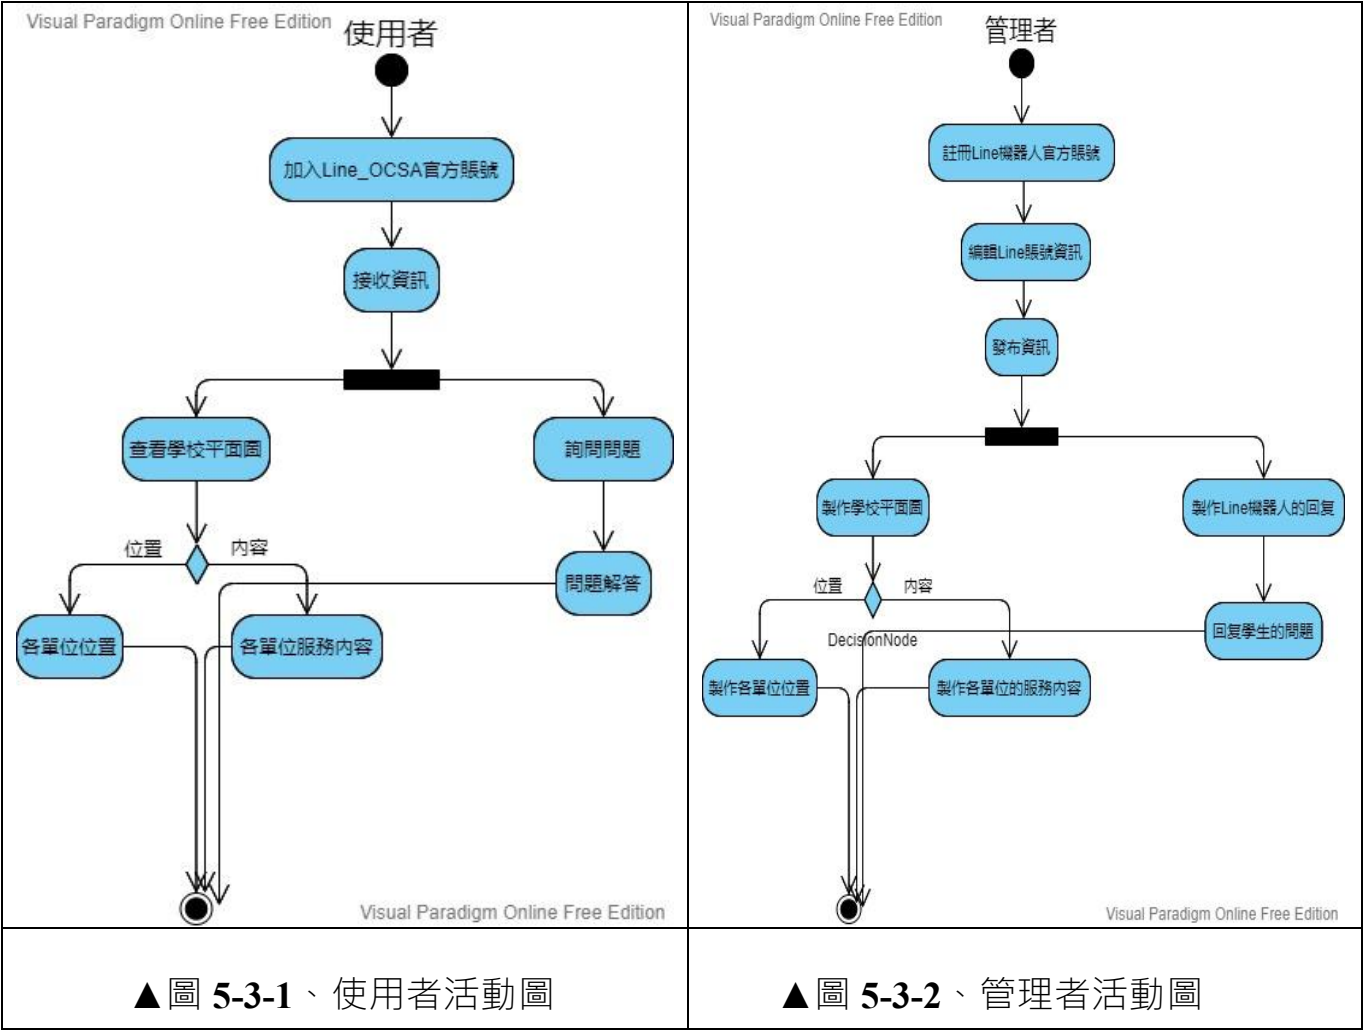 Visual Paradigm Online Free Edition
使用者
加入Line_OCSA官方賬號
接收資訊
查看學校平面圖
詢問問題
位置
內容
問題解答
各單位位置
各單位服務內容
Visual Paradigm Online Free Edition
▲圖 5-3-1、使用者活動圖
Visual Paradigm Online Free Edition
管理者
註冊Line機器人官方賬號
編輯Line賬號資訊
發布資訊
製作學校平面圖
製作Line機器人的回复
位置
內容
回复學生的問題
DecisionNode
製作各單位位置
製作各單位的服務內容
Visual Paradigm Online Free Edition
▲圖 5-3-2、管理者活動圖